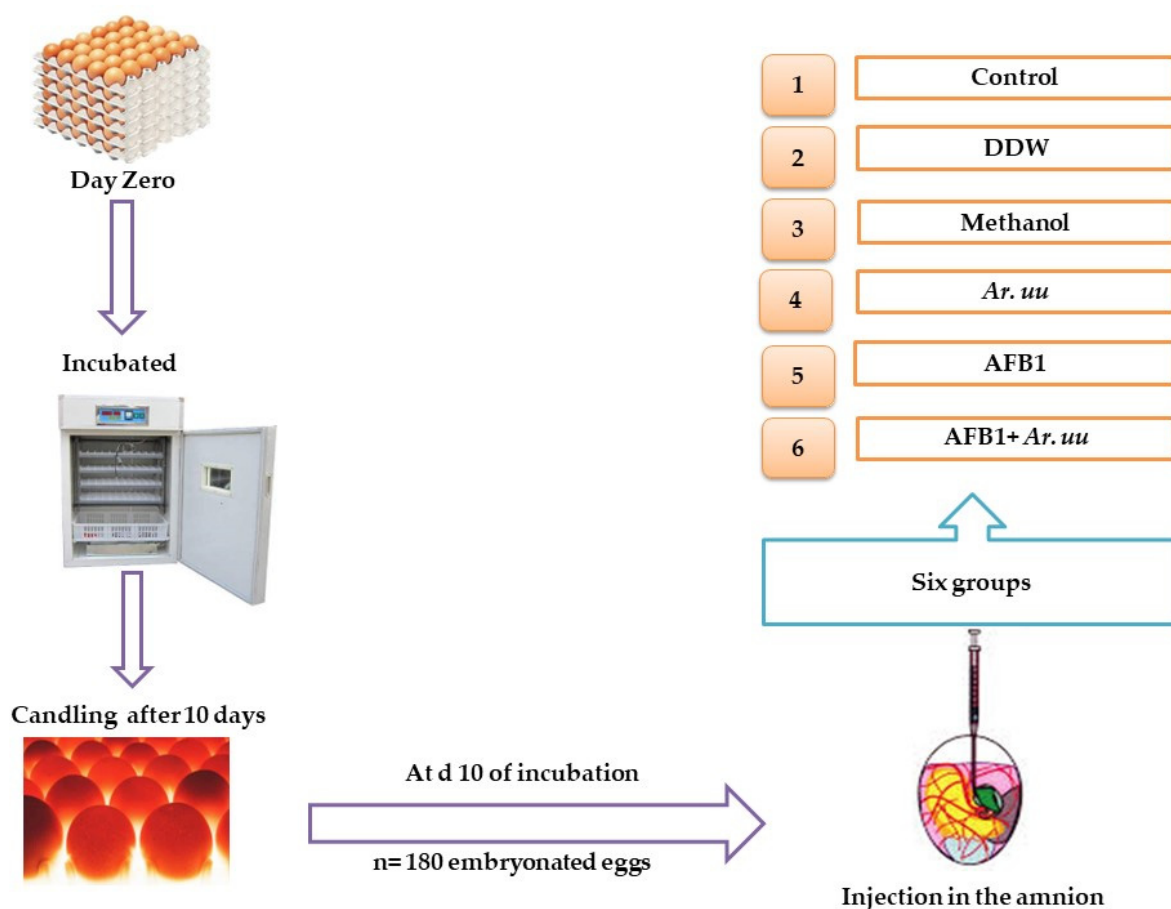 Day Zero
Incubated
Candling after 10 days
At d 10 of incubation
n= 180 embryonated eggs
Injection in the amnion
Six groups
1 Control
2 DDW
3 Methanol
4 Ar. uu
5 AFB1
6 AFB1+ Ar. uu